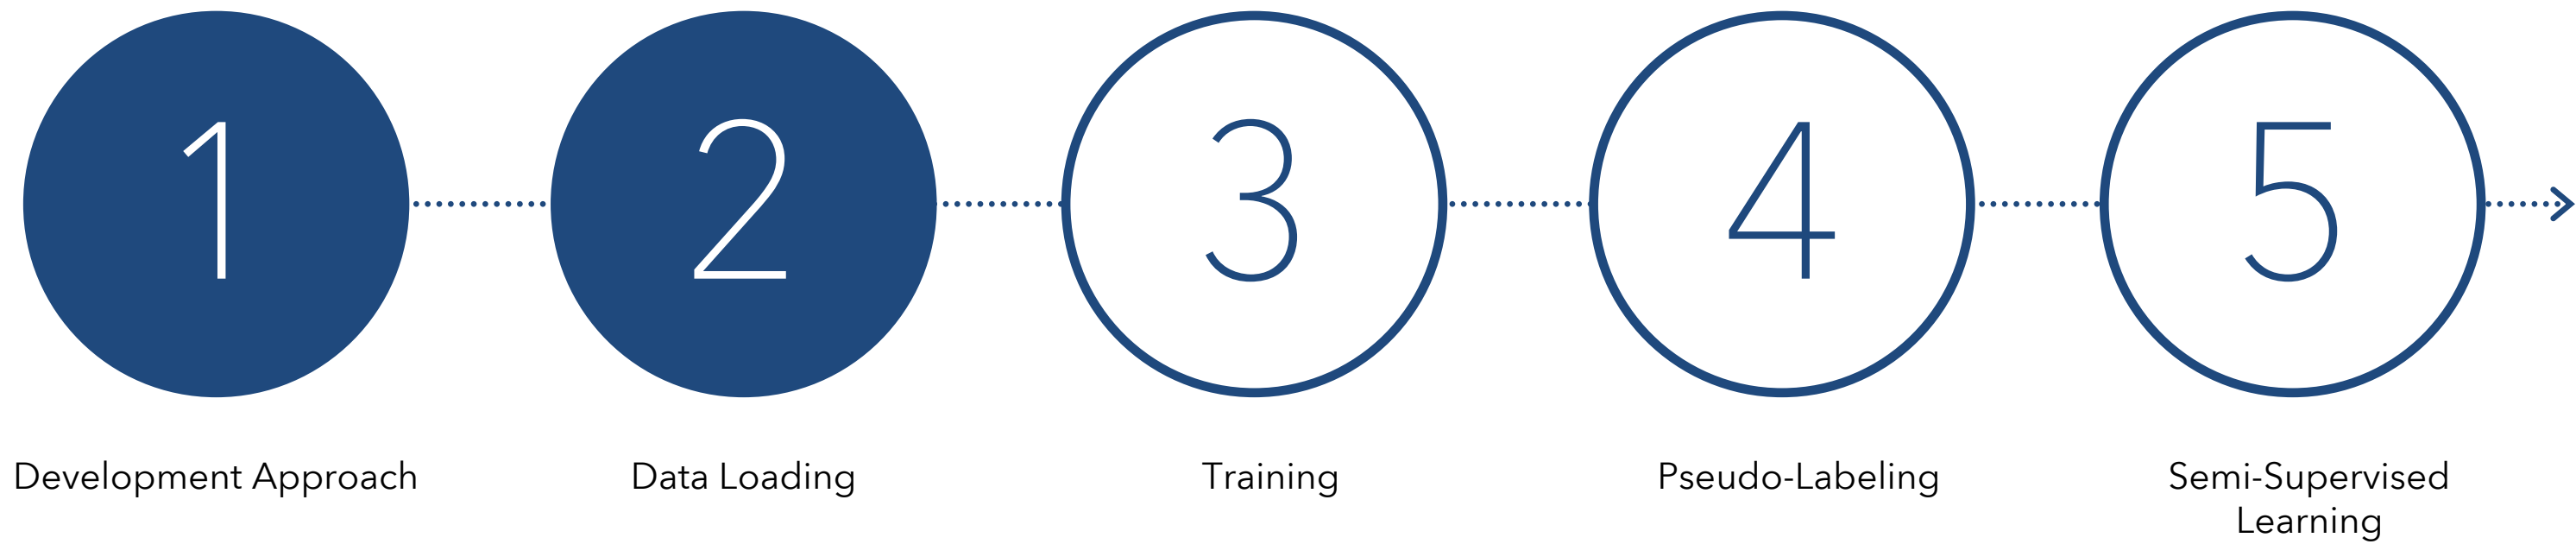 1
2
3
4
5
Development Approach
Data Loading
Training
Pseudo-Labeling
Semi-Supervised
Learning